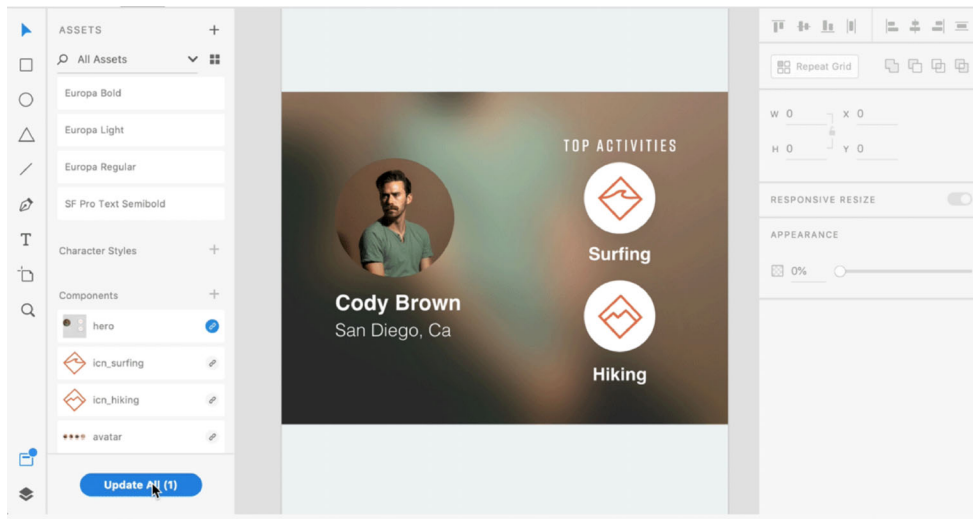 ASSETS
All Assets
Europa Bold
Europa Light
Europa Regular
SF Pro Text Semibold
Character Styles
Components
hero
icn_surfing
icn_hiking
avatar
Update All (1)
T
TOP ACTIVITIES
Surfing
Hiking
Cody Brown
San Diego, Ca
Repeat Grid
W 0 X 0
H 0 Y 0
RESPONSIVE RESIZE
APPEARANCE
0%